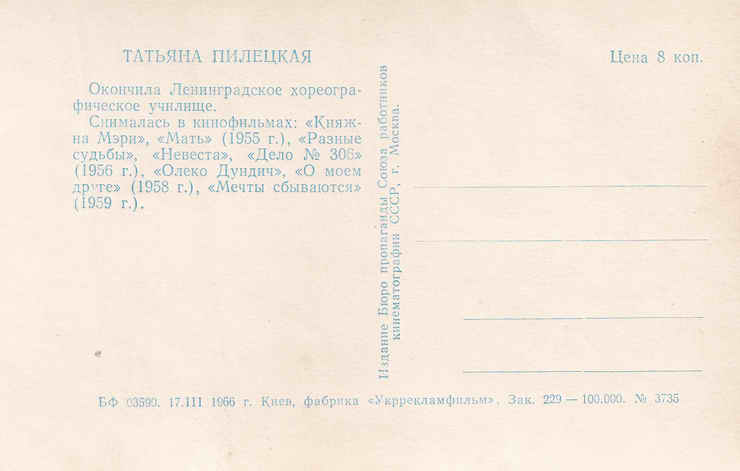 ТАТЬЯНА ПИЛЕЦКАЯ
Окончила Ленинградское хореогра-
фическое училище.
Снималась в кинофильмах: «Княж-
на Мэри», «Мать» (1955 г.), «Разные
судьбы», «Невеста», «Дело № 306»
(1956 г.), «Олеко Дундич», «О моем
друге» (1958 г.), «Мечты сбываются»
(1959 г.).
Издание Бюро пропаганды Союза работников
кинематографии СССР, г. Москва.
Цена 8 коп.
БФ 03599. 17.III 1966 г. Киев, фабрика «Укррекламфильм». Зак. 229 — 100.000. № 3735